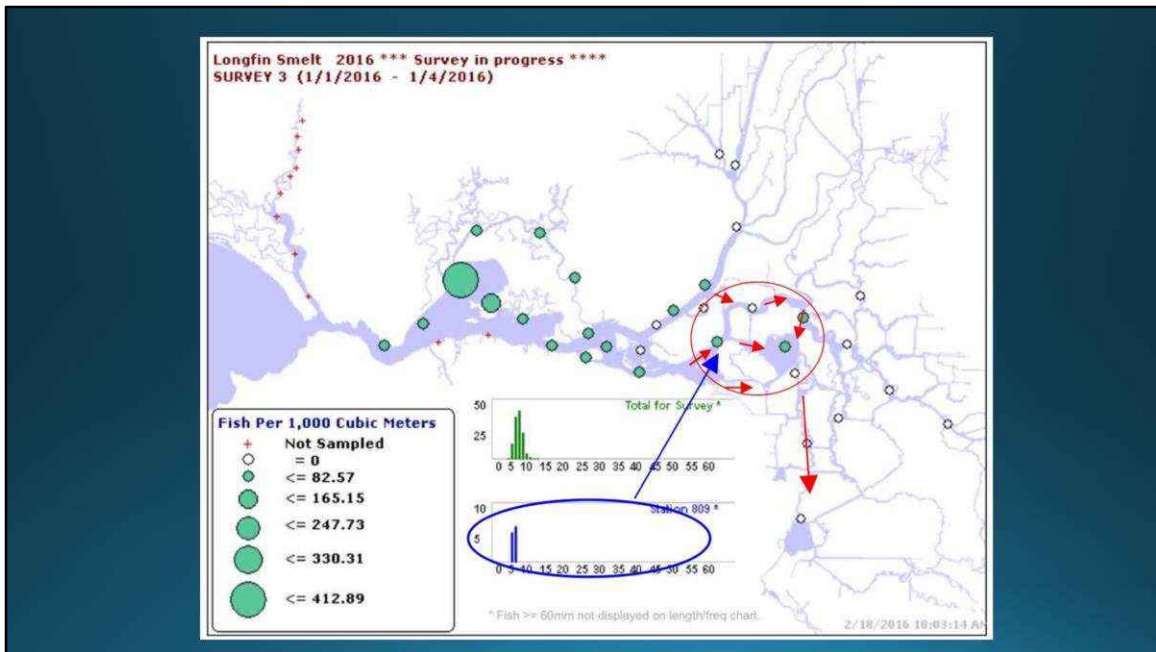 Longfin Smelt 2016 *** Survey in progress ****
SURVEY 3 (1/1/2016 - 1/4/2016)
Fish Per 1,000 Cubic Meters
Not Sampled
= 0
<= 82.57
<= 165.15
<= 247.73
<= 330.31
<= 412.89
50
Total for Survey *
25
0 5 10 15 20 25 30 35 40 45 50 55 60
10
Station 809 *
5
0 5 10 15 20 25 30 35 40 45 50 55 60
* Fish >= 60mm not displayed on length/freq chart.
2/18/2016 10:03:14 AM